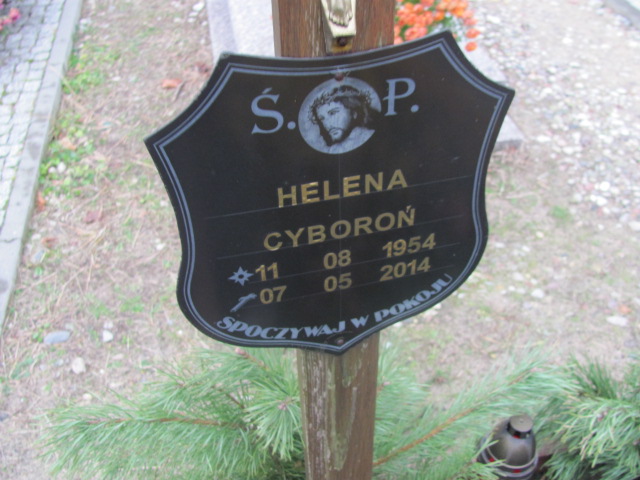 Ś. P.
HELENA
CYBOROŃ
11 08 1954
07 05 2014
SPOCZYWAJ W POKOJU